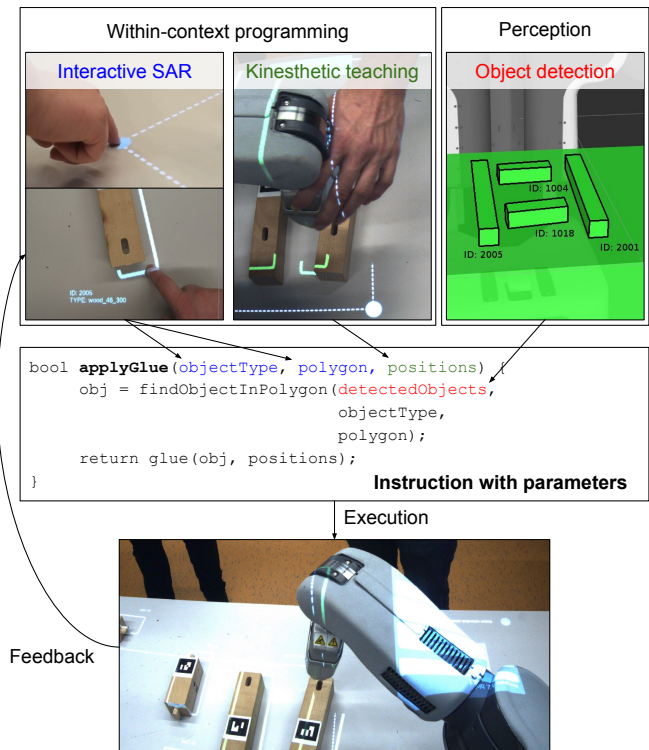 Within-context programming
Perception
Interactive SAR
Kinesthetic teaching
Object detection
ID: 1004
ID: 1018
ID: 2001
ID: 2005
ID: 2005
TYPE: wood_46_300
bool applyGlue(objectType, polygon, positions) {
obj = findObjectInPolygon(detectedObjects,
objectType,
polygon);
return glue(obj, positions);
}
Instruction with parameters
Execution
Feedback